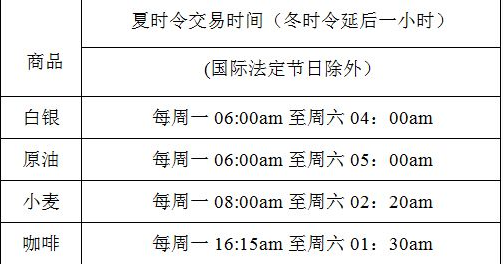 夏时令交易时间（冬时令延后一小时）
商品
(国际法定节日除外）
白银 每周一 06:00am 至周六 04：00am
原油 每周一 06:00am 至周六 05：00am
小麦 每周一 08:00am 至周六 02：20am
咖啡 每周一 16:15am 至周六 01：30am